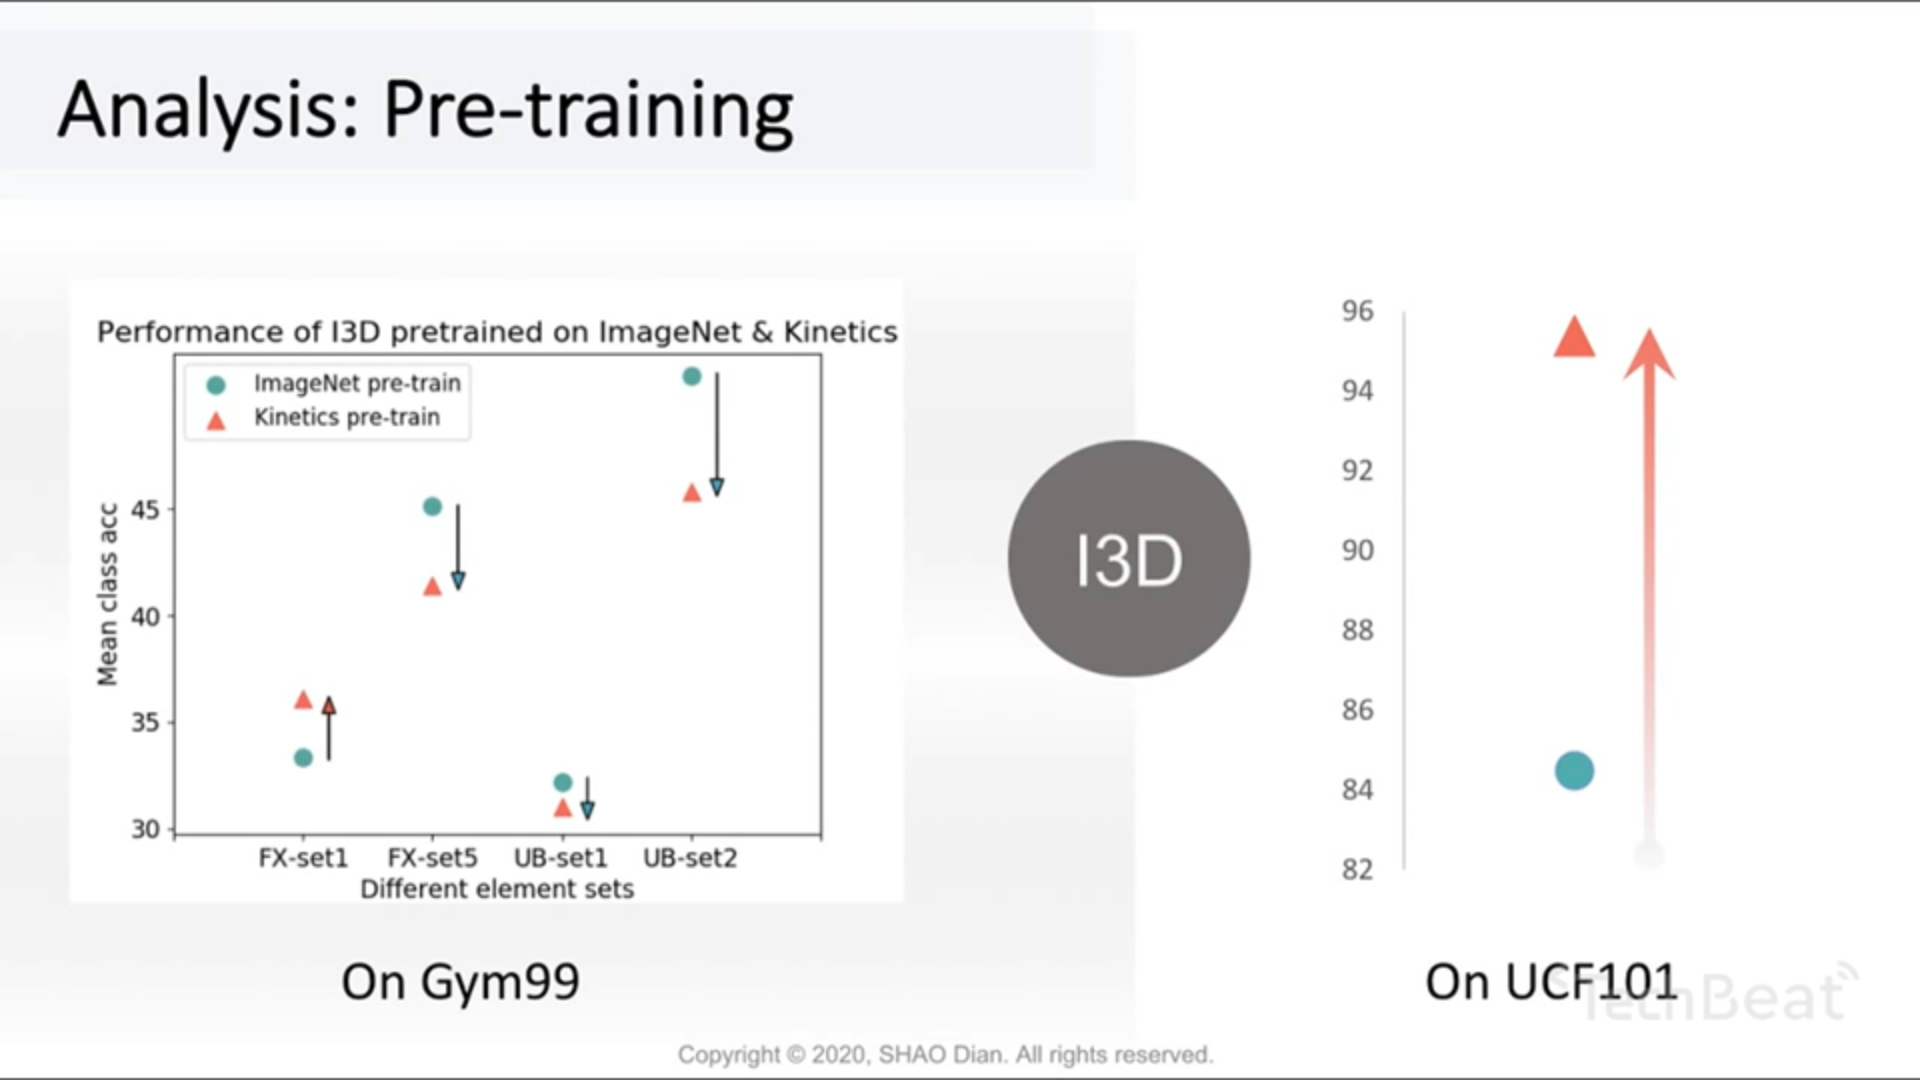 Analysis: Pre-training
Performance of I3D pretrained on ImageNet & Kinetics
ImageNet pre-train
Kinetics pre-train
Mean class acc
45
40
35
30
FX-set1 FX-set5 UB-set1 UB-set2
Different element sets
On Gym99
I3D
96
94
92
90
88
86
84
82
On UCF101
TechBeat
Copyright © 2020, SHAO Dian. All rights reserved.